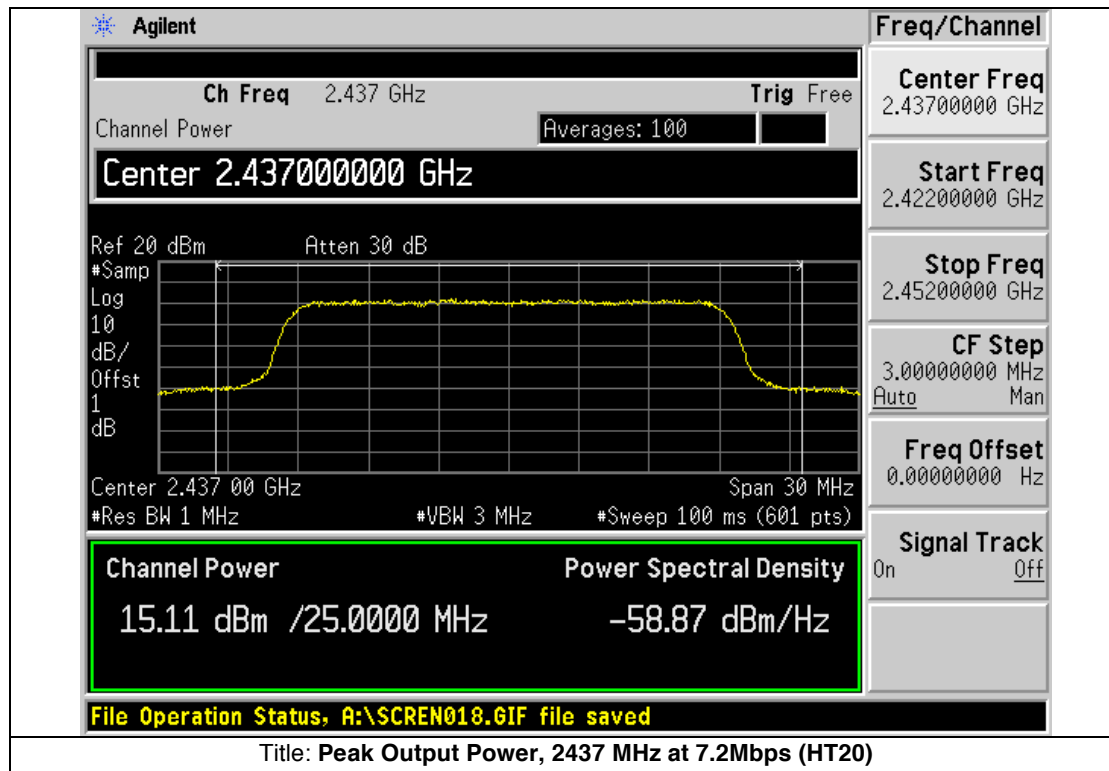 Agilent
Freq/Channel
Ch Freq 2.437 GHz Trig Free
Channel Power Averages: 100
Center 2.437000000 GHz
Ref 20 dBm Atten 30 dB
#Samp
Log
10
dB/
Offst
1
dB
Center 2.437 00 GHz Span 30 MHz
#Res BW 1 MHz #VBW 3 MHz #Sweep 100 ms (601 pts)
Channel Power Power Spectral Density
15.11 dBm /25.0000 MHz -58.87 dBm/Hz
File Operation Status, A:\SCREN018.GIF file saved
Center Freq
2.43700000 GHz
Start Freq
2.42200000 GHz
Stop Freq
2.45200000 GHz
CF Step
3.00000000 MHz
Auto Man
Freq Offset
0.00000000 Hz
Signal Track
On Off
Title: Peak Output Power, 2437 MHz at 7.2Mbps (HT20)